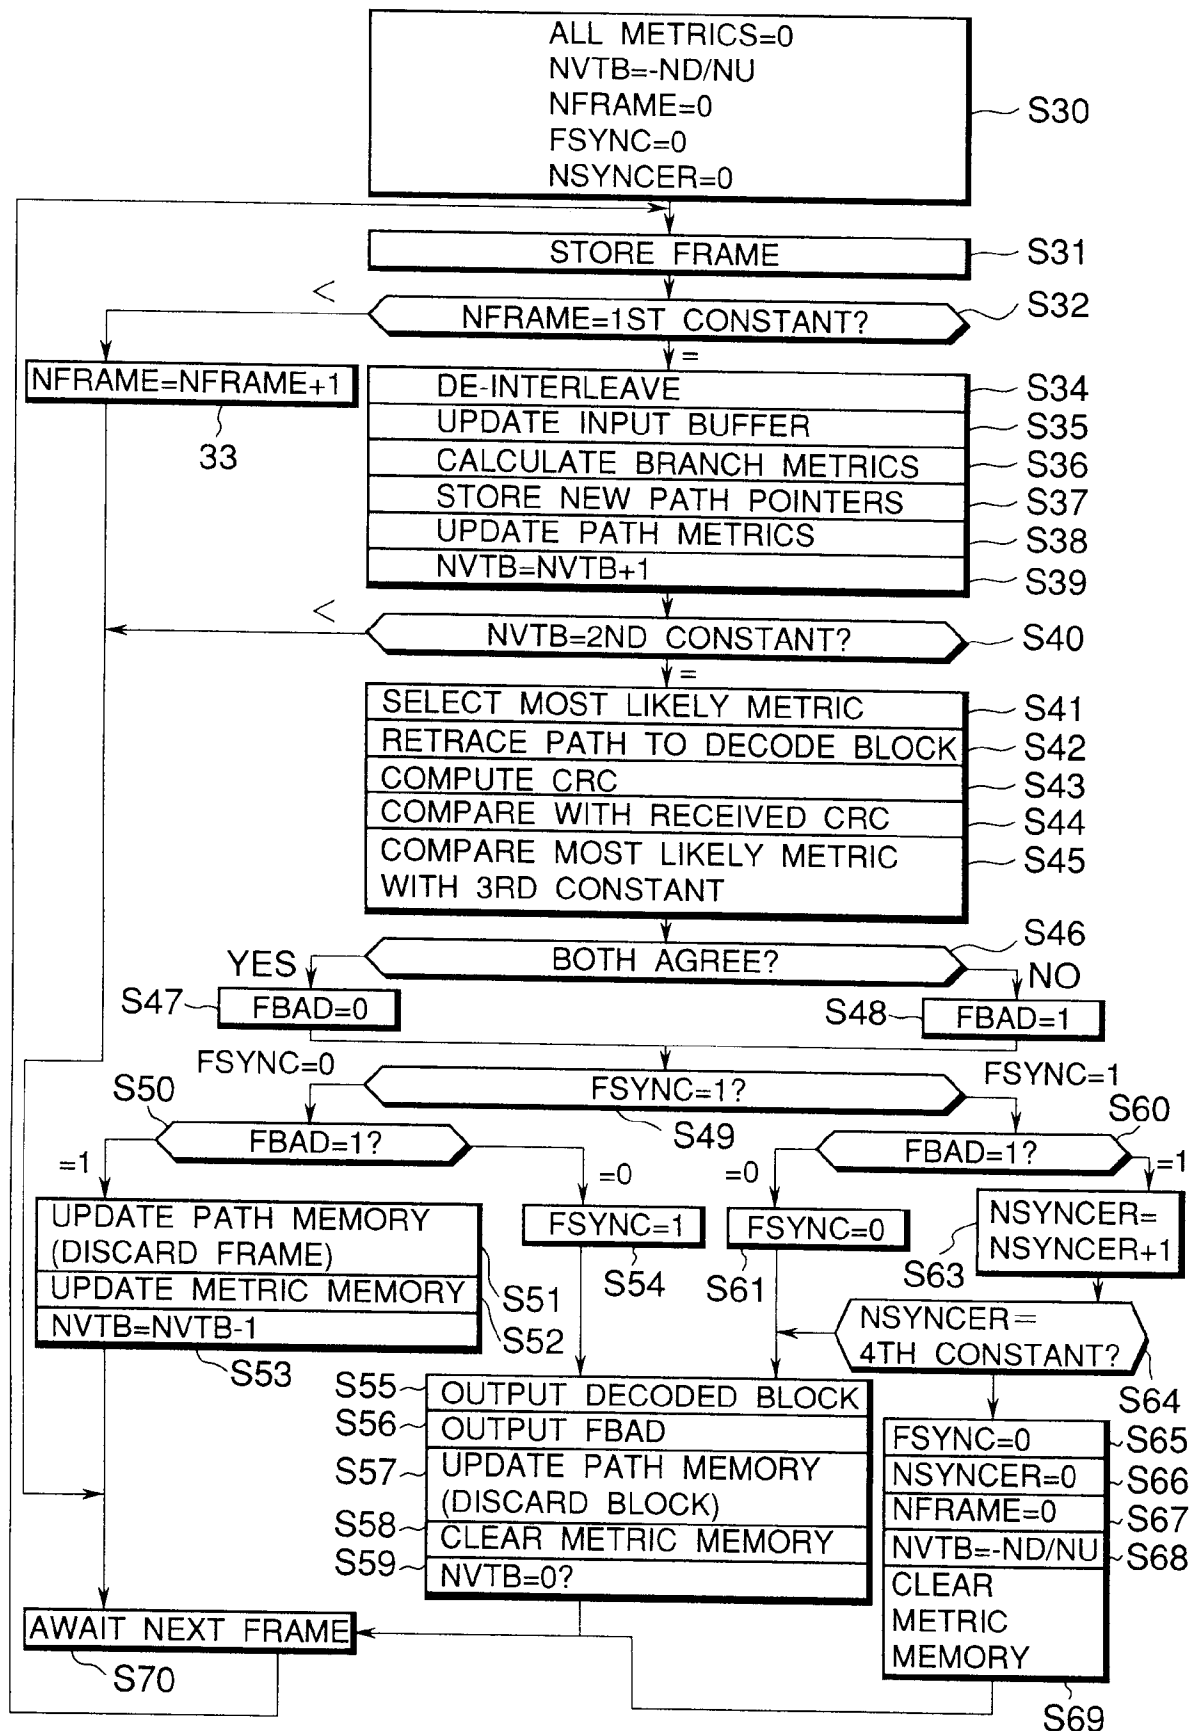 ALL METRICS=0
NVTB=-ND/NU
NFRAME=0
FSYNC=0
NSYNCER=0
S30
STORE FRAME
S31
<
NFRAME=1ST CONSTANT?
S32
=
NFRAME=NFRAME+1
33
DE-INTERLEAVE
S34
UPDATE INPUT BUFFER
S35
CALCULATE BRANCH METRICS
S36
STORE NEW PATH POINTERS
S37
UPDATE PATH METRICS
S38
NVTB=NVTB+1
S39
<
NVTB=2ND CONSTANT?
S40
=
SELECT MOST LIKELY METRIC
S41
RETRACE PATH TO DECODE BLOCK
S42
COMPUTE CRC
S43
COMPARE WITH RECEIVED CRC
S44
COMPARE MOST LIKELY METRIC
WITH 3RD CONSTANT
S45
BOTH AGREE?
S46
YES
NO
S47
FBAD=0
S48
FBAD=1
FSYNC=0
FSYNC=1?
FSYNC=1
S49
S50
FBAD=1?
=1
=0
S60
FBAD=1?
=0
=1
UPDATE PATH MEMORY
(DISCARD FRAME)
S51
UPDATE METRIC MEMORY
S52
NVTB=NVTB-1
S53
FSYNC=1
S54
FSYNC=0
S61
NSYNCER=
NSYNCER+1
S63
NSYNCER=
4TH CONSTANT?
S64
S55
OUTPUT DECODED BLOCK
S56
OUTPUT FBAD
S57
UPDATE PATH MEMORY
(DISCARD BLOCK)
S58
CLEAR METRIC MEMORY
S59
NVTB=0?
FSYNC=0
S65
NSYNCER=0
S66
NFRAME=0
S67
NVTB=-ND/NU
S68
CLEAR
METRIC
MEMORY
S69
AWAIT NEXT FRAME
S70